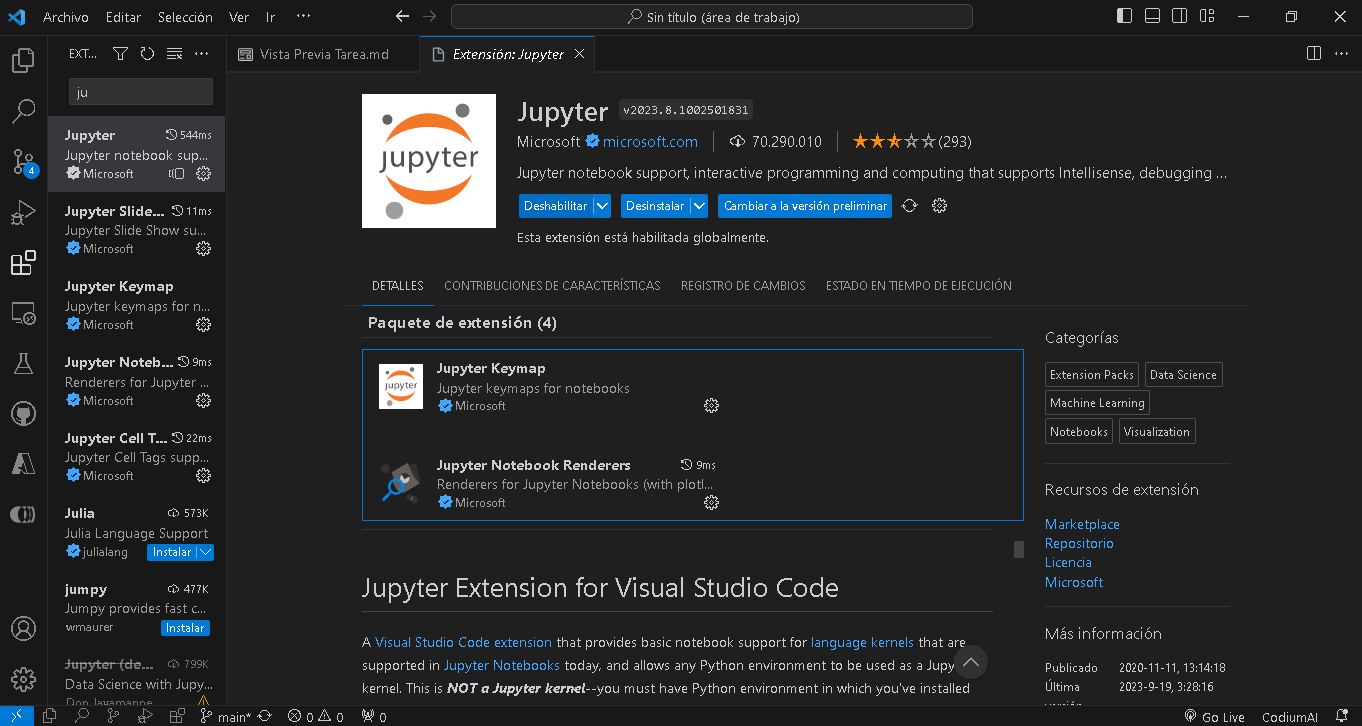 Archivo Editar Selección Ver Ir ···
Sin título (área de trabajo)
EXT...
Vista Previa Tarea.md
Extensión: Jupyter
ju
Jupyter 544ms
Jupyter notebook sup...
Microsoft
Jupyter Slide... 11ms
Jupyter Slide Show su...
Microsoft
Jupyter Keymap
Jupyter keymaps for n...
Microsoft
Jupyter Noteb... 9ms
Renderers for Jupyter ...
Microsoft
Jupyter Cell T... 22ms
Jupyter Cell Tags supp...
Microsoft
Julia 573K
Julia Language Support
julialang Instalar
jumpy 477K
Jumpy provides fast c...
wmaurer Instalar
Jupyter (de... 799K
Data Science with Jupy...
Don Jayamanne
4
jupyter
Jupyter v2023.8.1002501831
Microsoft microsoft.com 70.290.010 (293)
Jupyter notebook support, interactive programming and computing that supports Intellisense, debugging ...
Deshabilitar Desinstalar Cambiar a la versión preliminar
Esta extensión está habilitada globalmente.
DETALLES CONTRIBUCIONES DE CARACTERÍSTICAS REGISTRO DE CAMBIOS ESTADO EN TIEMPO DE EJECUCIÓN
Paquete de extensión (4)
jupyter
Jupyter Keymap
Jupyter keymaps for notebooks
Microsoft
Jupyter Notebook Renderers 9ms
Renderers for Jupyter Notebooks (with plotl...
Microsoft
Jupyter Extension for Visual Studio Code
A Visual Studio Code extension that provides basic notebook support for language kernels that are
supported in Jupyter Notebooks today, and allows any Python environment to be used as a Jupy
kernel. This is NOT a Jupyter kernel--you must have Python environment in which you've installed
Categorías
Extension Packs Data Science
Machine Learning
Notebooks Visualization
Recursos de extensión
Marketplace
Repositorio
Licencia
Microsoft
Más información
Publicado 2020-11-11, 13:14:18
Última 2023-9-19, 3:28:16
versión
main* 0 0 0
Go Live CodiumAI